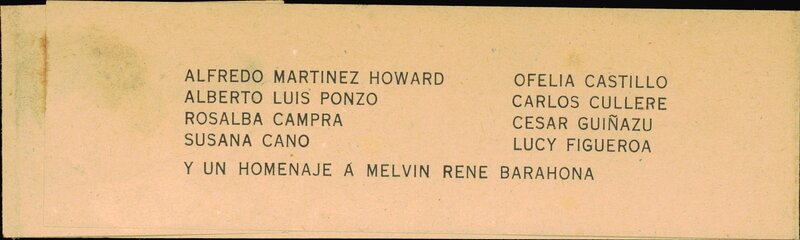 ALFREDO MARTINEZ HOWARD
ALBERTO LUIS PONZO
ROSALBA CAMPRA
SUSANA CANO
OFELIA CASTILLO
CARLOS CULLERE
CESAR GUIÑAZU
LUCY FIGUEROA
Y UN HOMENAJE A MELVIN RENE BARAHONA